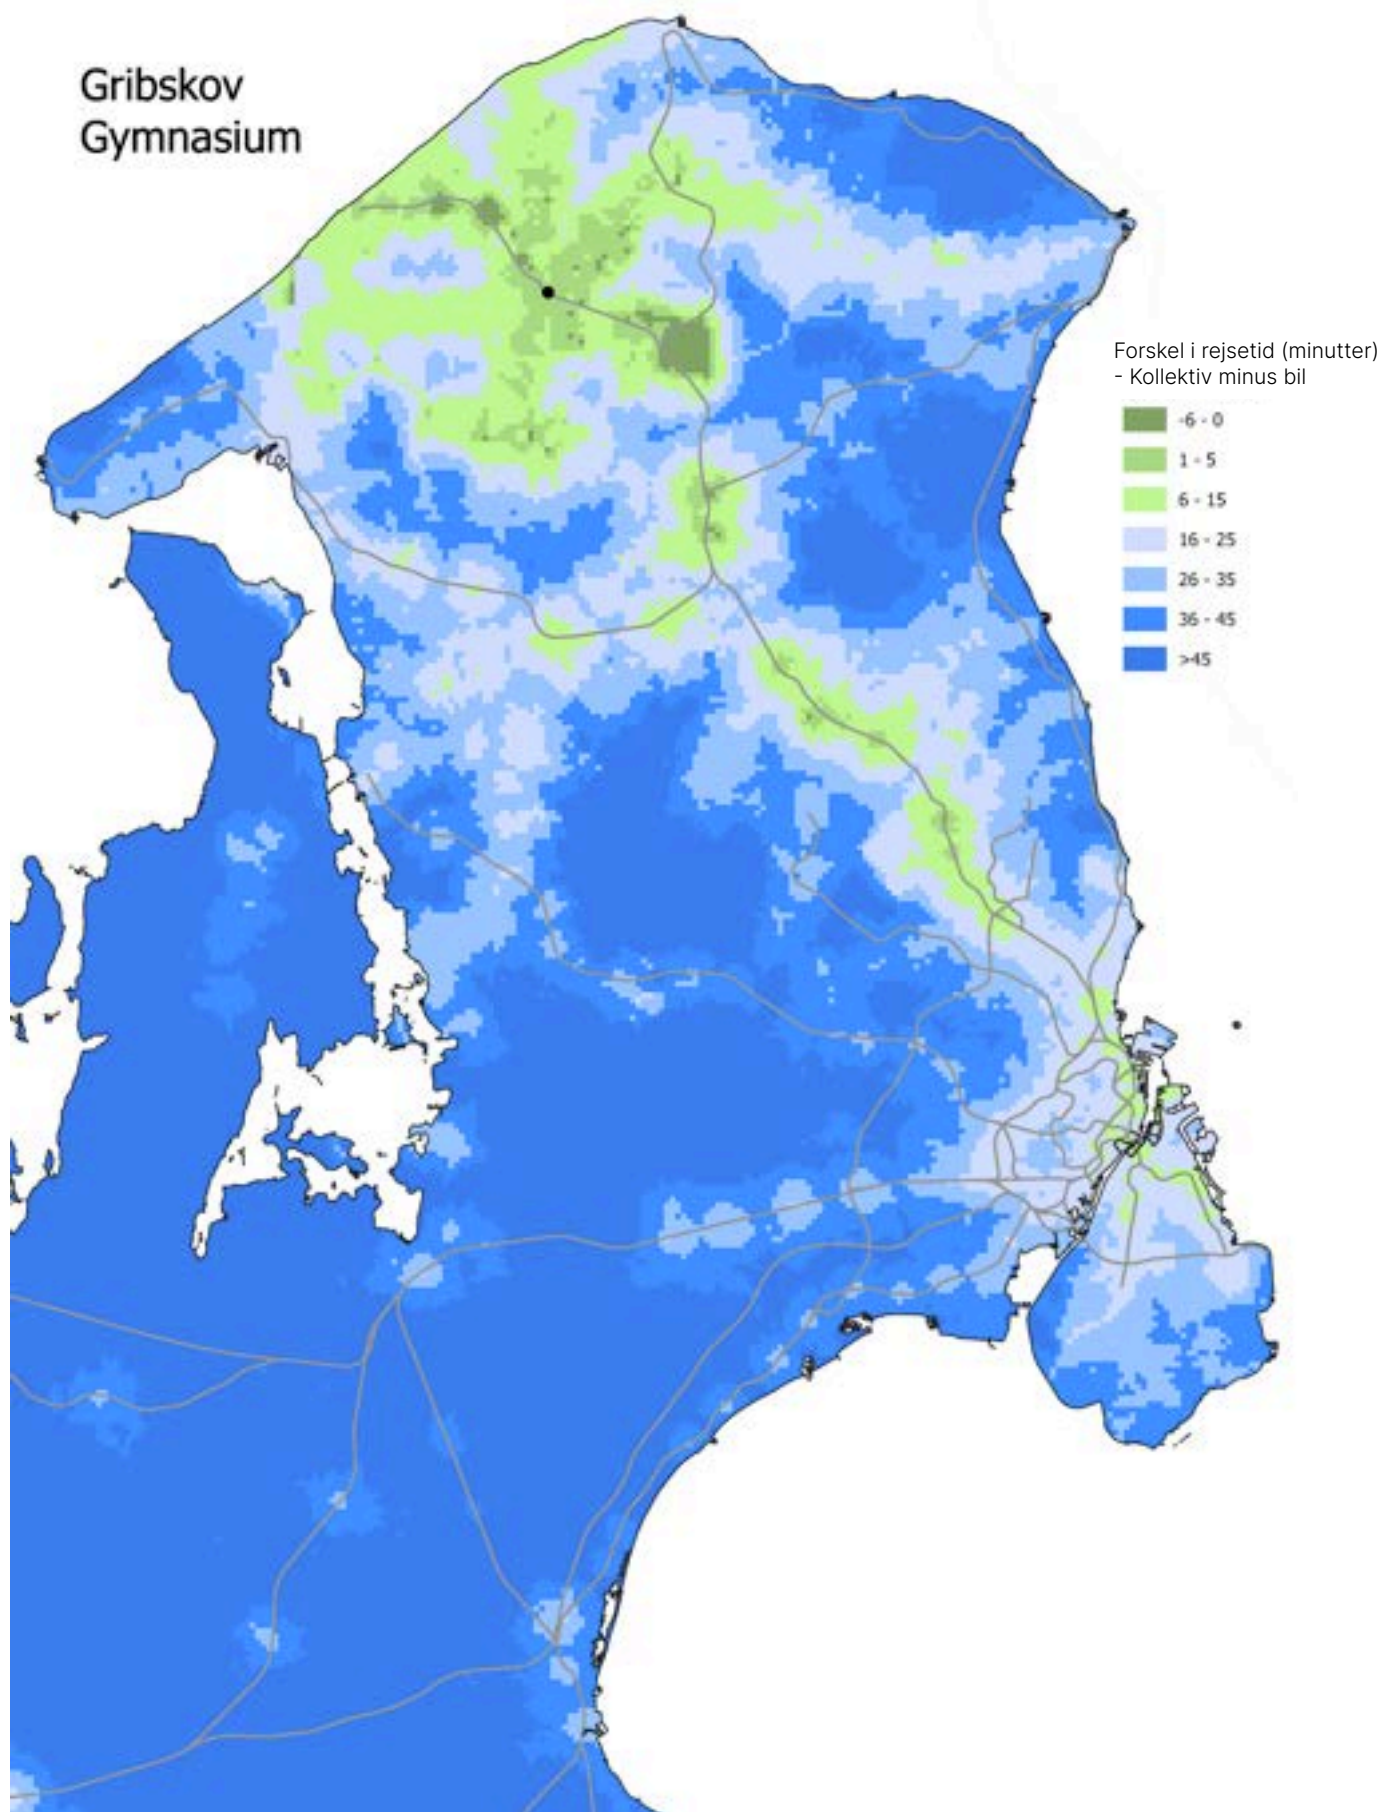 Gribskov
Gymnasium
Forskel i rejsetid (minutter)
- Kollektiv minus bil
-6 - 0
1 - 5
6 - 15
16 - 25
26 - 35
36 - 45
>45